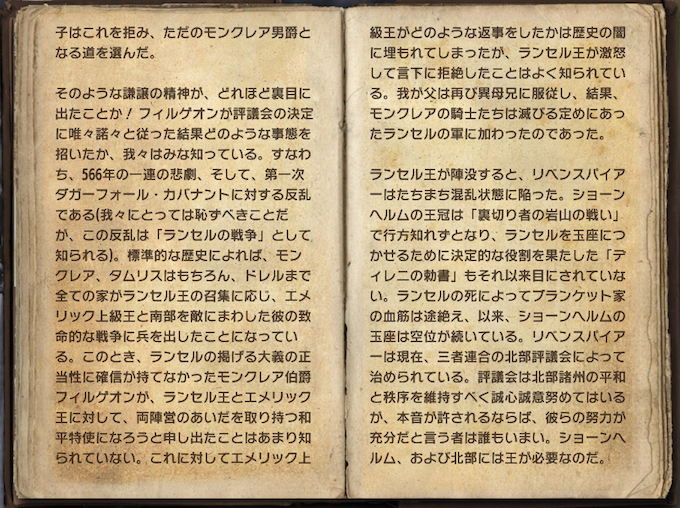 子はこれを拒み、ただのモンクレア男爵と
なる道を選んだ。
そのような謙譲の精神が、どれほど裏目に
出たことか！フィルゲオンが評議会の決定
に唯々諾々と従った結果どのような事態を
招いたか、我々はみな知っている。すなわ
ち、566年の一連の悲劇、そして、第一次
ダガーフォール・カバナントに対する反乱
である(我々にとっては恥ずべきことだ
が、この反乱は「ランセルの戦争」として
知られる)。標準的な歴史によれば、モン
クレア、タムリスはもちろん、ドレルまで
全ての家がランセル王の召集に応じ、エメ
リック上級王と南部を敵にまわした彼の致
命的な戦争に兵を出したことになってい
る。このとき、ランセルの掲げる大義の正
当性に確信が持てなかったモンクレア伯爵
フィルゲオンが、ランセル王とエメリック
王に対して、両陣営のあいだを取り持つ和
平特使になろうと申し出たことはあまり知
られていない。これに対してエメリック上
級王がどのような返事をしたかは歴史の闇
に埋もれてしまったが、ランセル王が激怒
して言下に拒絶したことはよく知られてい
る。我が父は再び異母兄に服従し、結果、
モンクレアの騎士たちは滅びる定めにあっ
たランセルの軍に加わったのであった。
ランセル王が陣没すると、リベンスパイア
ーはたちまち混乱状態に陥った。ショーン
ヘルムの王冠は「裏切り者の岩山の戦い」
で行方知れずとなり、ランセルを玉座につ
かせるために決定的な役割を果たした「デ
ィレニの勅書」もそれ以来目にされていな
い。ランセルの死によってブランケット家
の血筋は途絶え、以来、ショーンヘルムの
玉座は空位が続いている。リベンスパイア
ーは現在、三者連合の北部評議会によって
治められている。評議会は北部諸州の平和
と秩序を維持すべく誠心誠意努めてはいる
が、本音が許されるならば、彼らの努力が
充分だと言う者は誰もいまい。ショーンヘ
ルム、および北部には王が必要なのだ。